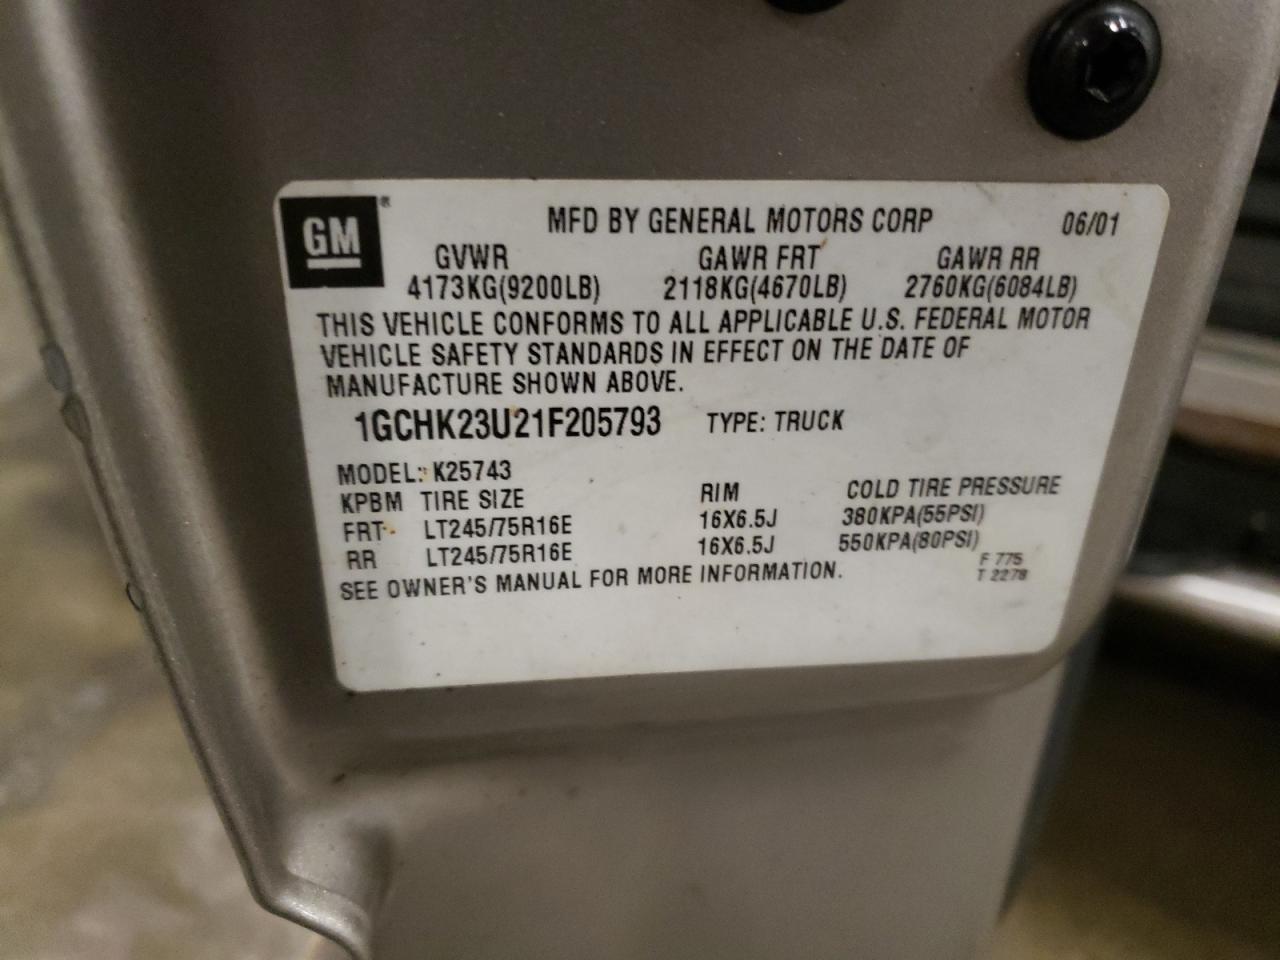 GM ®
MFD BY GENERAL MOTORS CORP 06/01
GVWR GAWR FRT GAWR RR
4173KG(9200LB) 2118KG(4670LB) 2760KG(6084LB)
THIS VEHICLE CONFORMS TO ALL APPLICABLE U.S. FEDERAL MOTOR
VEHICLE SAFETY STANDARDS IN EFFECT ON THE DATE OF
MANUFACTURE SHOWN ABOVE.
1GCHK23U21F205793 TYPE: TRUCK
MODEL: K25743
KPBM TIRE SIZE RIM COLD TIRE PRESSURE
FRT LT245/75R16E 16X6.5J 380KPA(55PSI)
RR LT245/75R16E 16X6.5J 550KPA(80PSI)
SEE OWNER'S MANUAL FOR MORE INFORMATION.
F 775
T 2278